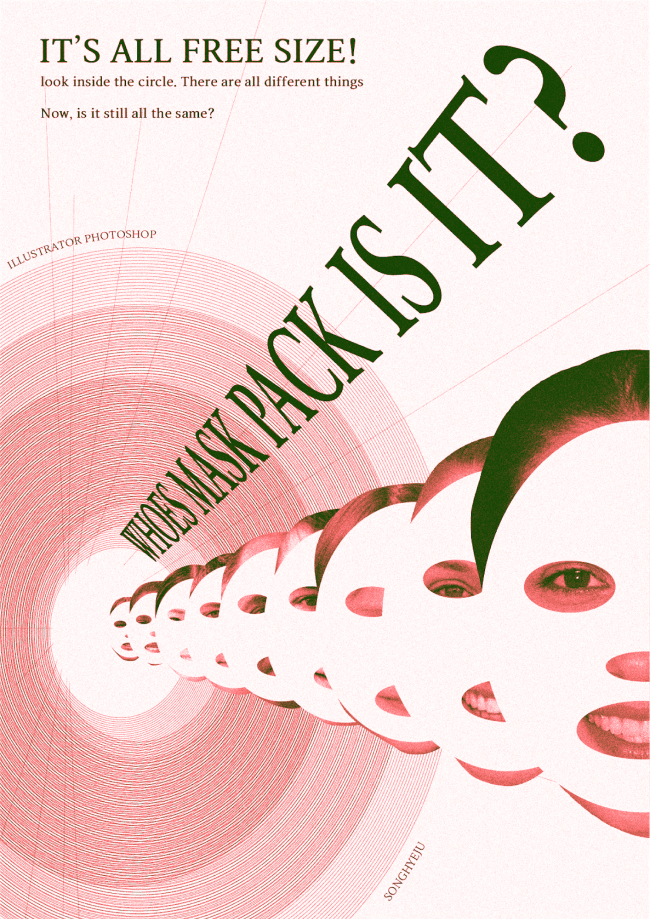 IT'S ALL FREE SIZE!
look inside the circle. There are all different things
Now, is it still all the same?
WHOES MASK PACK IS IT?
ILLUSTRATOR PHOTOSHOP
SONGHYEJU